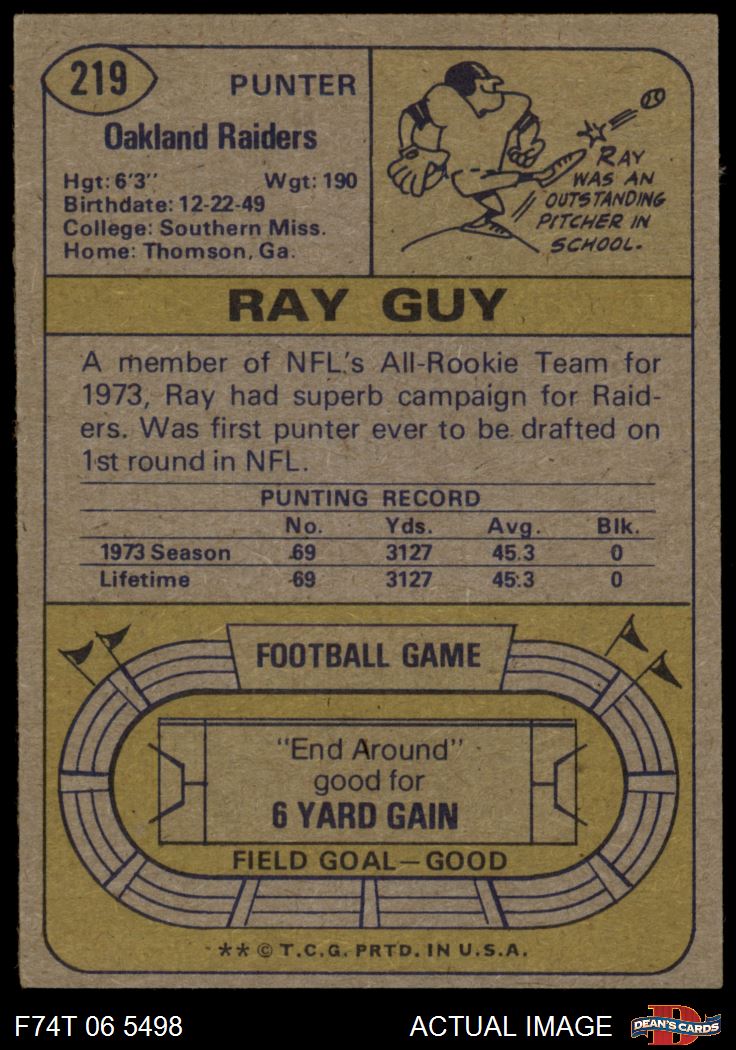 219
PUNTER
Oakland Raiders
Hgt: 6'3" Wgt: 190
Birthdate: 12-22-49
College: Southern Miss.
Home: Thomson, Ga.
RAY
WAS AN
OUTSTANDING
PITCHER IN
SCHOOL.
RAY GUY
A member of NFL's All-Rookie Team for
1973, Ray had superb campaign for Raid-
ers. Was first punter ever to be drafted on
1st round in NFL.
PUNTING RECORD
No. Yds. Avg. Blk.
1973 Season 69 3127 45.3 0
Lifetime 69 3127 45.3 0
FOOTBALL GAME
"End Around"
good for
6 YARD GAIN
FIELD GOAL—GOOD
** © T.C.G. PRTD. IN U.S.A.
F74T 06 5498 ACTUAL IMAGE
DEAN'S CARDS